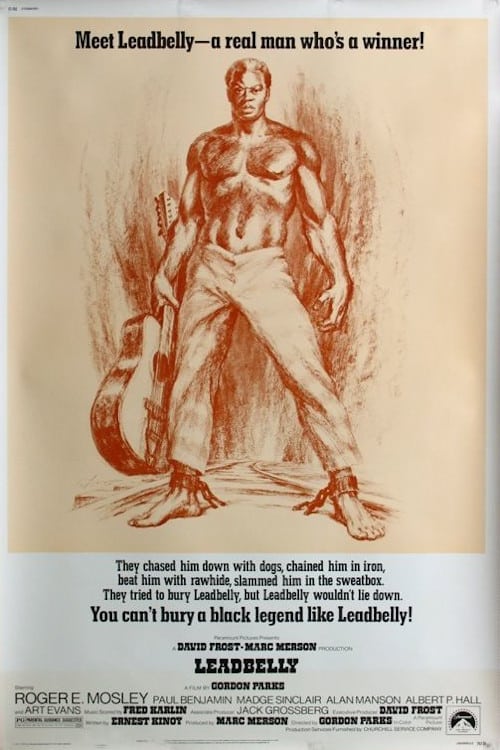 Meet Leadbelly—a real man who's a winner!
They chased him down with dogs, chained him in iron,
beat him with rawhide, slammed him in the sweatbox.
They tried to bury Leadbelly, but Leadbelly wouldn't lie down.
You can't bury a black legend like Leadbelly!
Paramount Pictures Presents
A DAVID FROST-MARC MERSON PRODUCTION
LEADBELLY
A FILM BY GORDON PARKS
Starring
ROGER E. MOSLEY PAUL BENJAMIN MADGE SINCLAIR ALAN MANSON ALBERT P. HALL
and ART EVANS Music Scored by FRED KARLIN Associate Producer JACK GROSSBERG Executive Producer DAVID FROST
Written by ERNEST KINOY Produced by MARC MERSON Directed by GORDON PARKS In Color A Paramount Picture
Production Services Furnished by CHURCHILL SERVICE COMPANY
PG PARENTAL GUIDANCE SUGGESTED